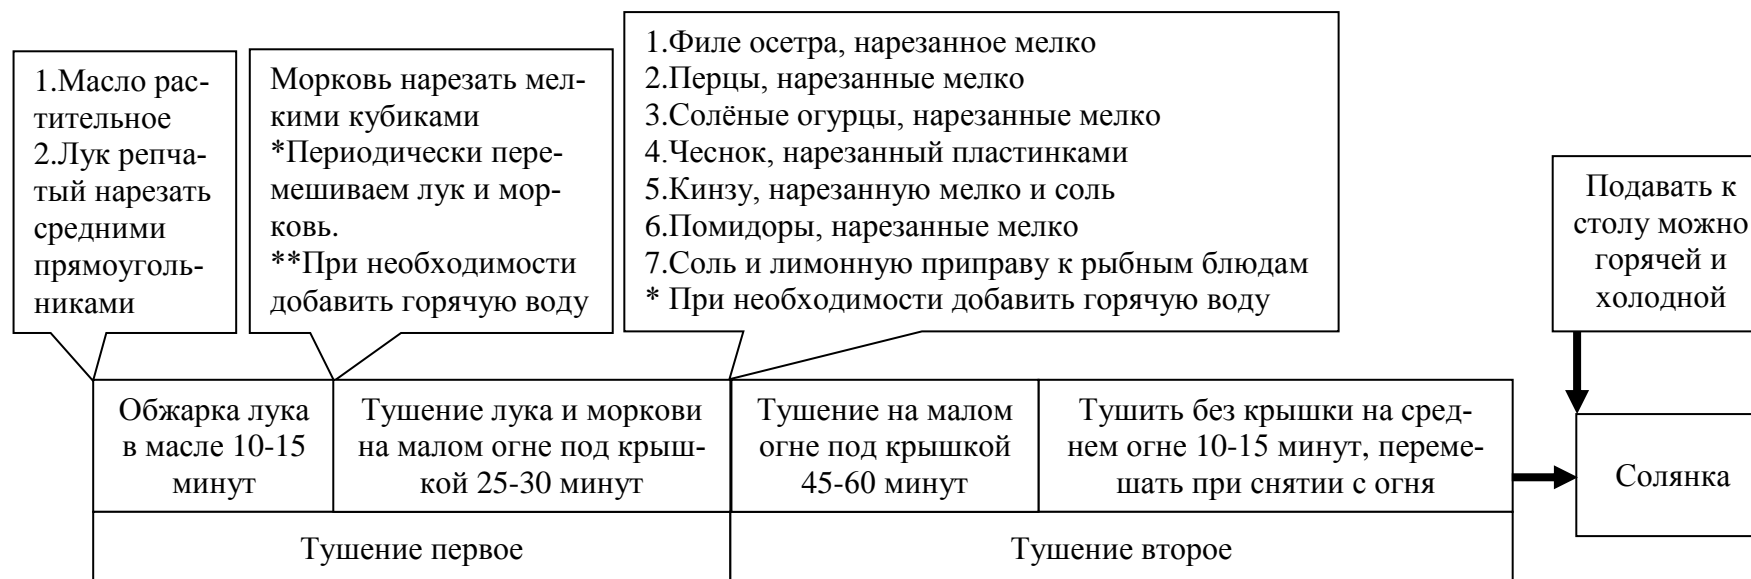 1.Масло рас-
тительное
2.Лук репча-
тый нарезать
средними
прямоуголь-
никами
Морковь нарезать мел-
кими кубиками
*Периодически пере-
мешиваем лук и мор-
ковь.
**При необходимости
добавить горячую воду
1.Филе осетра, нарезанное мелко
2.Перцы, нарезанные мелко
3.Солёные огурцы, нарезанные мелко
4.Чеснок, нарезанный пластинками
5.Кинзу, нарезанную мелко и соль
6.Помидоры, нарезанные мелко
7.Соль и лимонную приправу к рыбным блюдам
* При необходимости добавить горячую воду
Подавать к
столу можно
горячей и
холодной
Обжарка лука
в масле 10-15
минут
Тушение лука и моркови
на малом огне под крыш-
кой 25-30 минут
Тушение на малом
огне под крышкой
45-60 минут
Тушить без крышки на сред-
нем огне 10-15 минут, переме-
шать при снятии с огня
Солянка
Тушение первое
Тушение второе